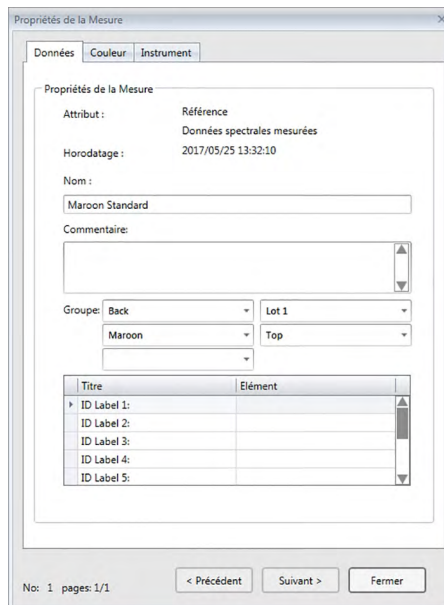 Propriétés de la Mesure
Données Couleur Instrument
Propriétés de la Mesure
Attribut : Référence
Données spectrales mesurées
Horodatage : 2017/05/25 13:32:10
Nom :
Maroon Standard
Commentaire:
Groupe: Back Lot 1
Maroon Top
Titre Elément
ID Label 1:
ID Label 2:
ID Label 3:
ID Label 4:
ID Label 5:
No: 1 pages: 1/1 < Précédent Suivant > Fermer